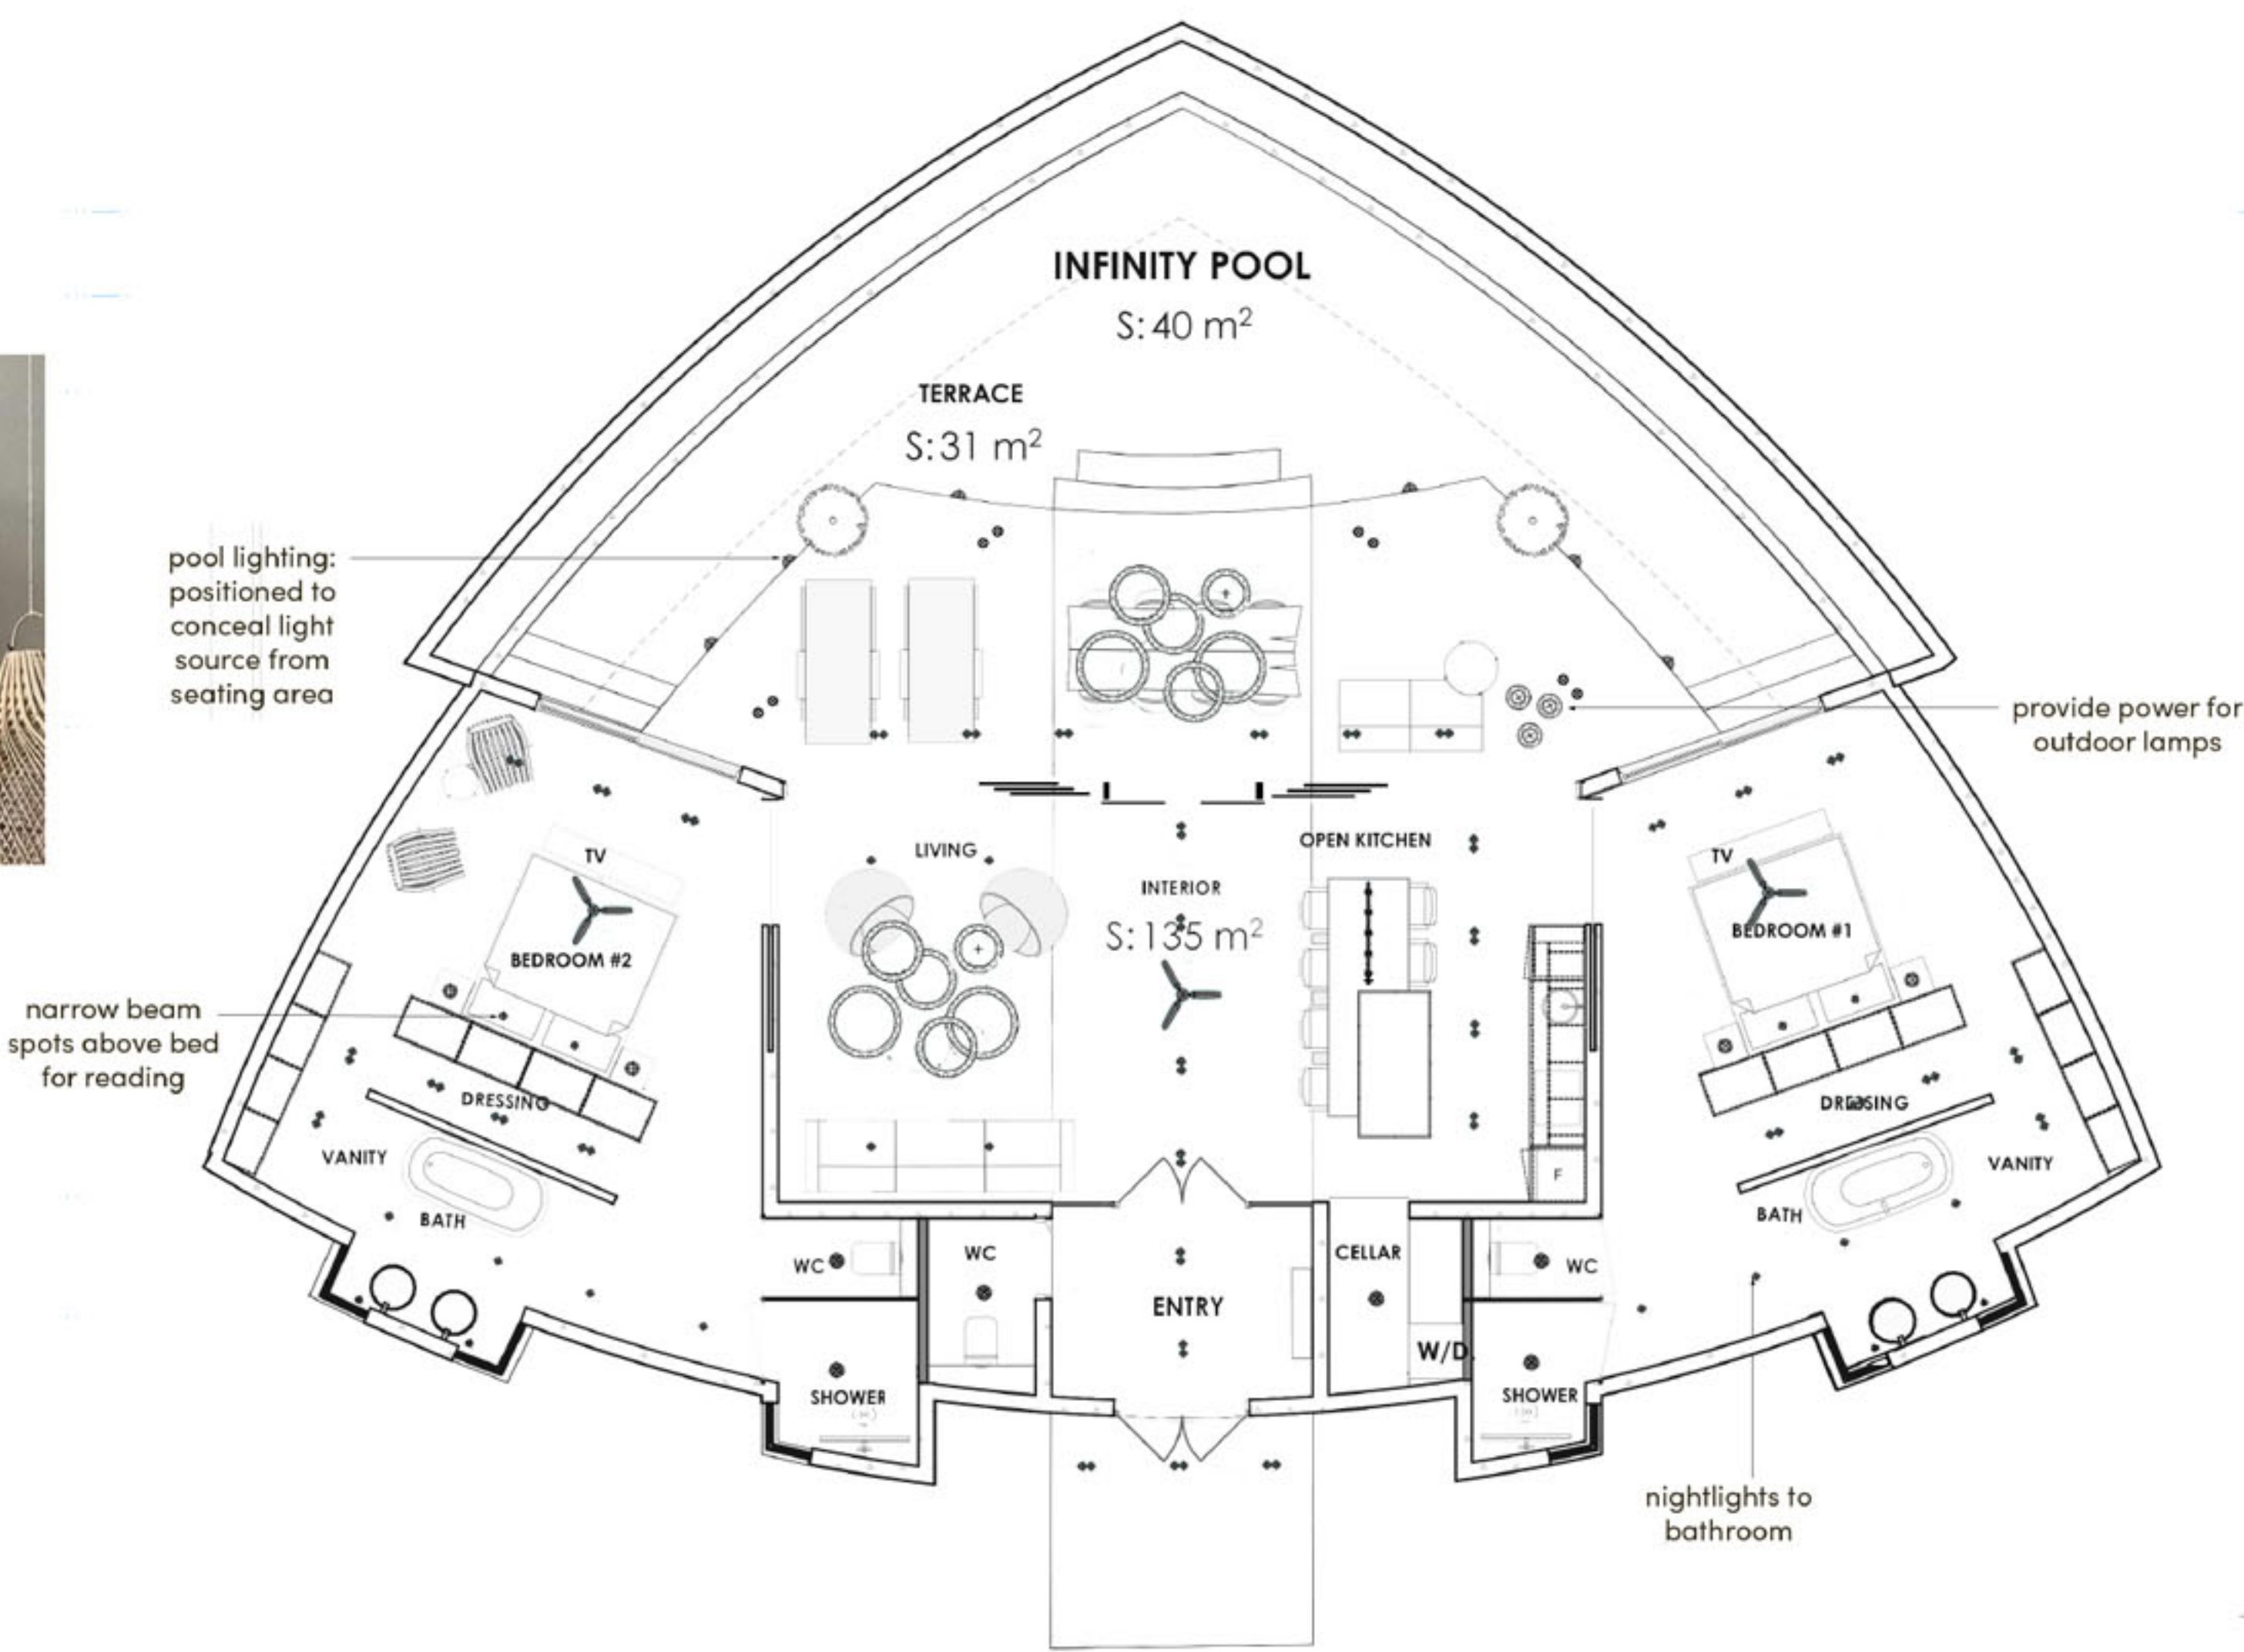 INFINITY POOL
S: 40 m²
TERRACE
S: 31 m²
pool lighting:
positioned to
conceal light
source from
seating area
provide power for
outdoor lamps
LIVING
OPEN KITCHEN
INTERIOR
S: 135 m²
TV
BEDROOM #2
TV
BEDROOM #1
narrow beam
spots above bed
for reading
DRESSING
VANITY
BATH
DRESSING
VANITY
BATH
F
WC
WC
CELLAR
WC
ENTRY
W/D
SHOWER
SHOWER
nightlights to
bathroom